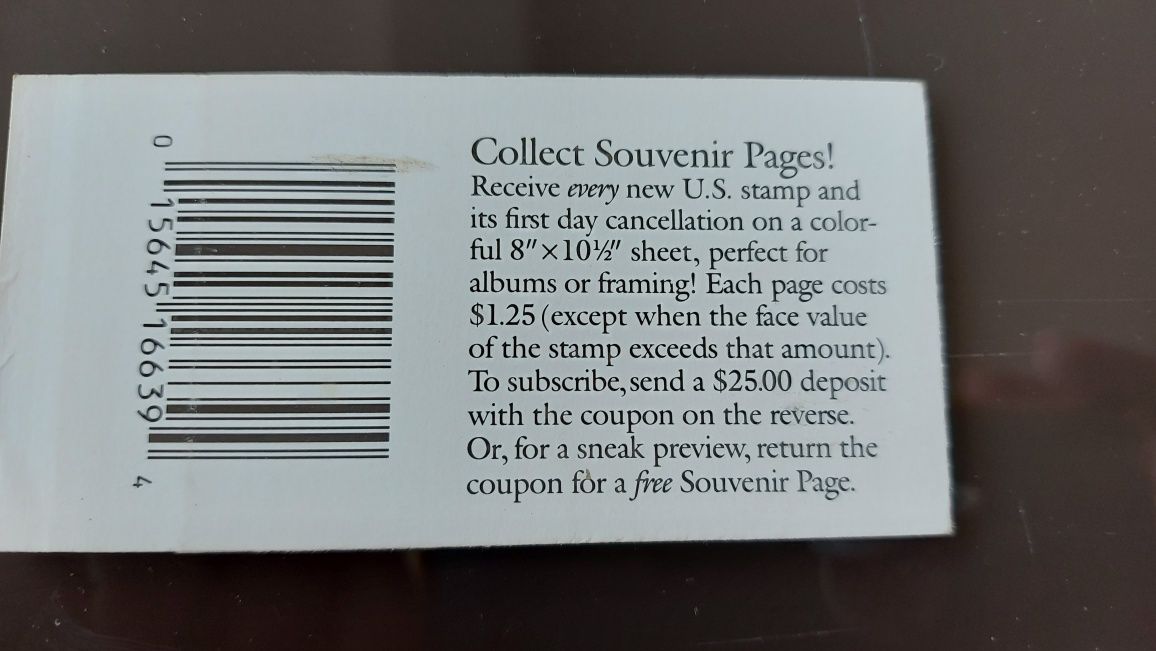 0 15645 16639 4
Collect Souvenir Pages!
Receive every new U.S. stamp and
its first day cancellation on a color-
ful 8"×10½" sheet, perfect for
albums or framing! Each page costs
$1.25 (except when the face value
of the stamp exceeds that amount).
To subscribe, send a $25.00 deposit
with the coupon on the reverse.
Or, for a sneak preview, return the
coupon for a free Souvenir Page.